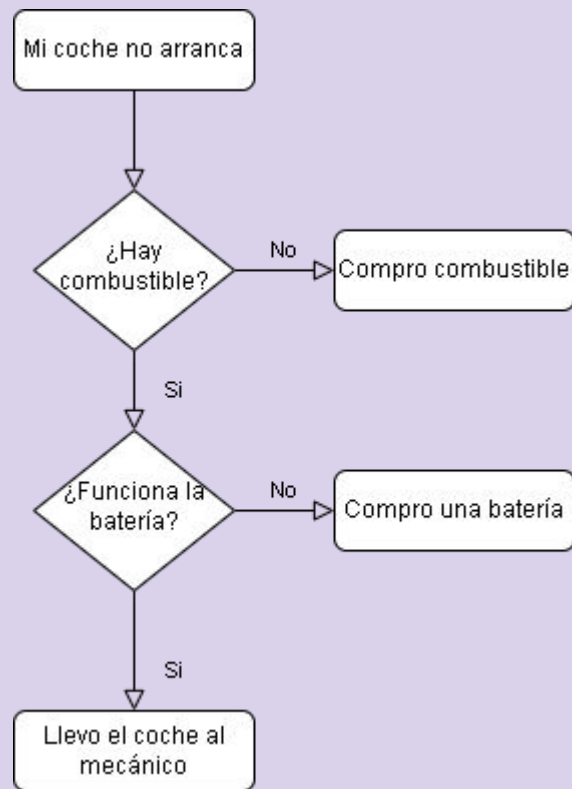 Mi coche no arranca
¿Hay
combustible?
No
Compro combustible
Si
¿Funciona la
batería?
No
Compro una batería
Si
Llevo el coche al
mecánico